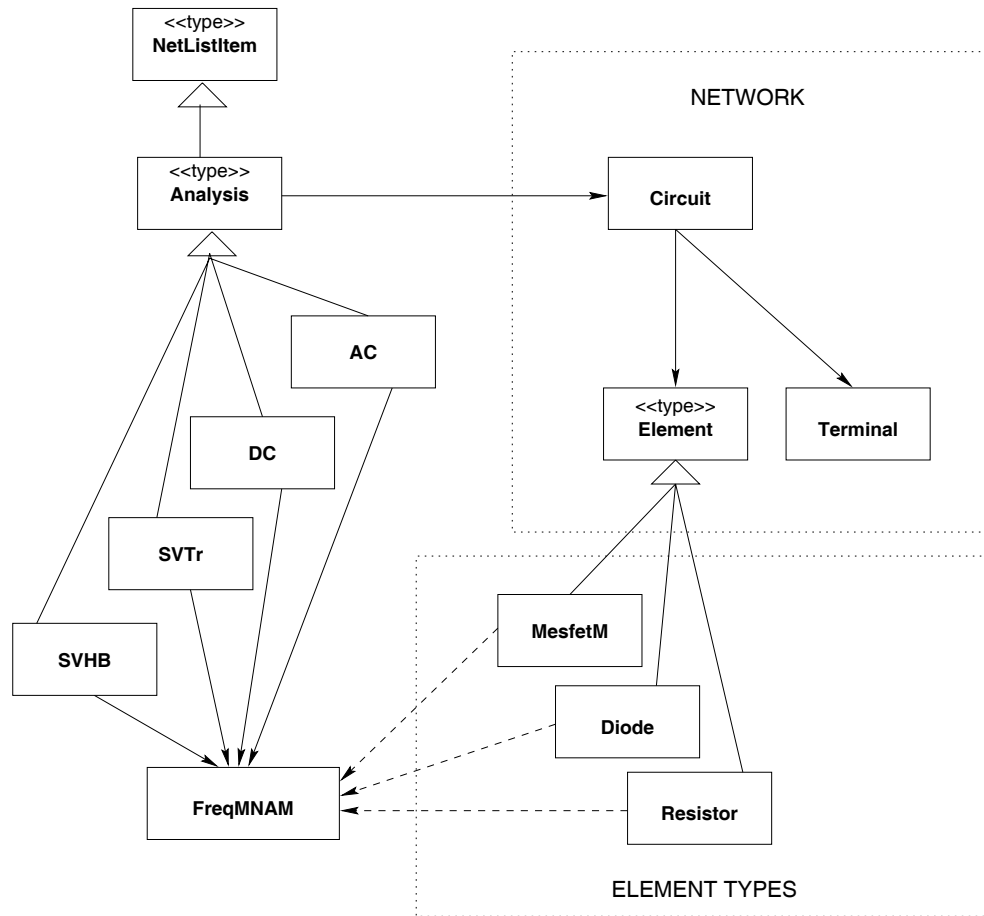 <<type>>
NetListItem
NETWORK
<<type>>
Analysis
Circuit
AC
<<type>>
Element
Terminal
DC
SVTr
MesfetM
SVHB
Diode
FreqMNAM
Resistor
ELEMENT TYPES